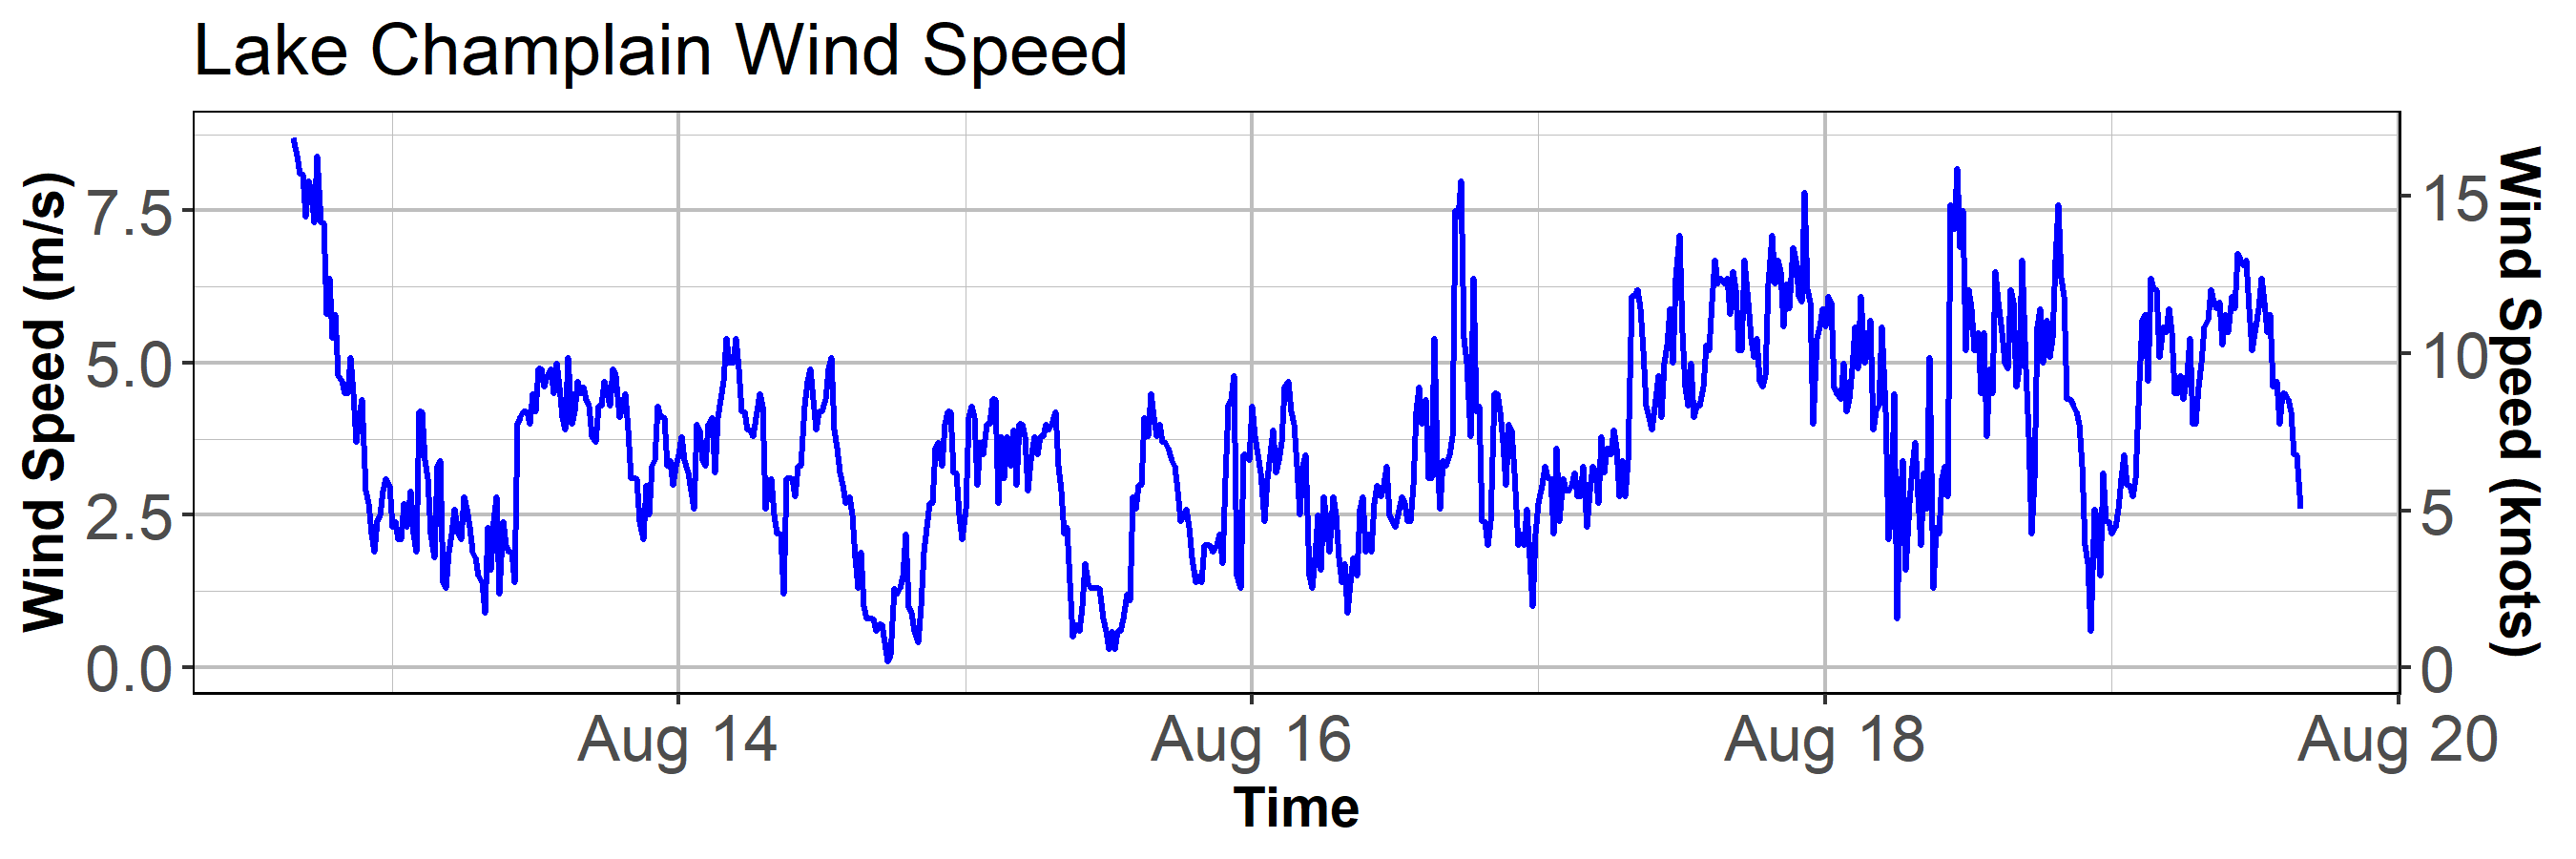 Lake Champlain Wind Speed
Wind Speed (m/s)
7.5
5.0
2.5
0.0
15
10
5
0
Wind Speed (knots)
Aug 14
Aug 16
Aug 18
Aug 20
Time